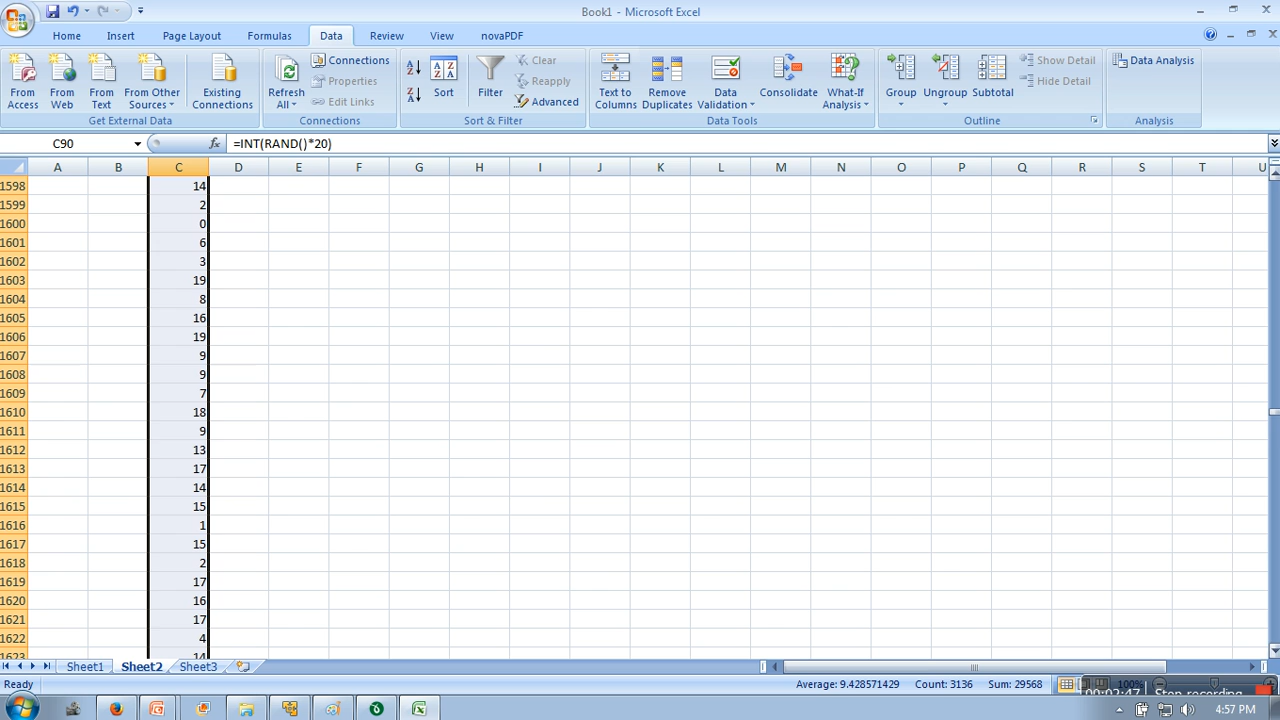 Book1 - Microsoft Excel
Home Insert Page Layout Formulas Data Review View novaPDF
From Access
From Web
From Text
From Other Sources
Existing Connections
Get External Data
Refresh All
Connections
Properties
Edit Links
Connections
Sort
Filter
Clear
Reapply
Advanced
Sort & Filter
Text to Columns
Remove Duplicates
Data Validation
Consolidate
What-If Analysis
Data Tools
Group
Ungroup
Subtotal
Show Detail
Hide Detail
Outline
Data Analysis
Analysis
C90 fx =INT(RAND()*20)
A B C D E F G H I J K L M N O P Q R S T U
1598 14
1599 2
1600 0
1601 6
1602 3
1603 19
1604 8
1605 16
1606 19
1607 9
1608 9
1609 7
1610 18
1611 9
1612 13
1613 17
1614 14
1615 15
1616 1
1617 15
1618 2
1619 17
1620 16
1621 17
1622 4
1623 14
Sheet1 Sheet2 Sheet3
Ready Average: 9.428571429 Count: 3136 Sum: 29568 100%
00:02:47 Stop recording
4:57 PM